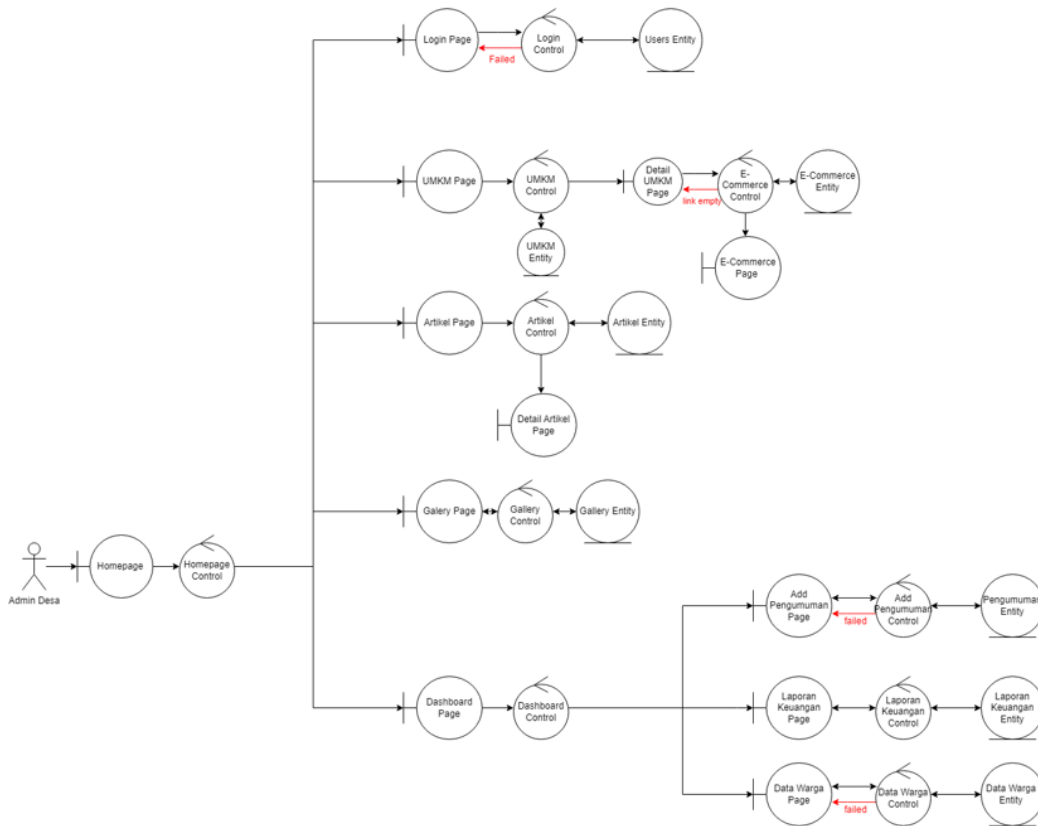 Login Page
Login
Control
Users Entity
Failed
UMKM Page
UMKM
Control
Detail
UMKM
Page
E-
Commerce
Control
E-Commerce
Entity
link empty
UMKM
Entity
E-Commerce
Page
Artikel Page
Artikel
Control
Artikel Entity
Detail Artikel
Page
Galery Page
Gallery
Control
Gallery Entity
Admin Desa
Homepage
Homepage
Control
Add
Pengumuman
Page
Add
Pengumuman
Control
Pengumuman
Entity
failed
Dashboard
Page
Dashboard
Control
Laporan
Keuangan
Page
Laporan
Keuangan
Control
Laporan
Keuangan
Entity
Data Warga
Page
Data Warga
Control
Data Warga
Entity
failed